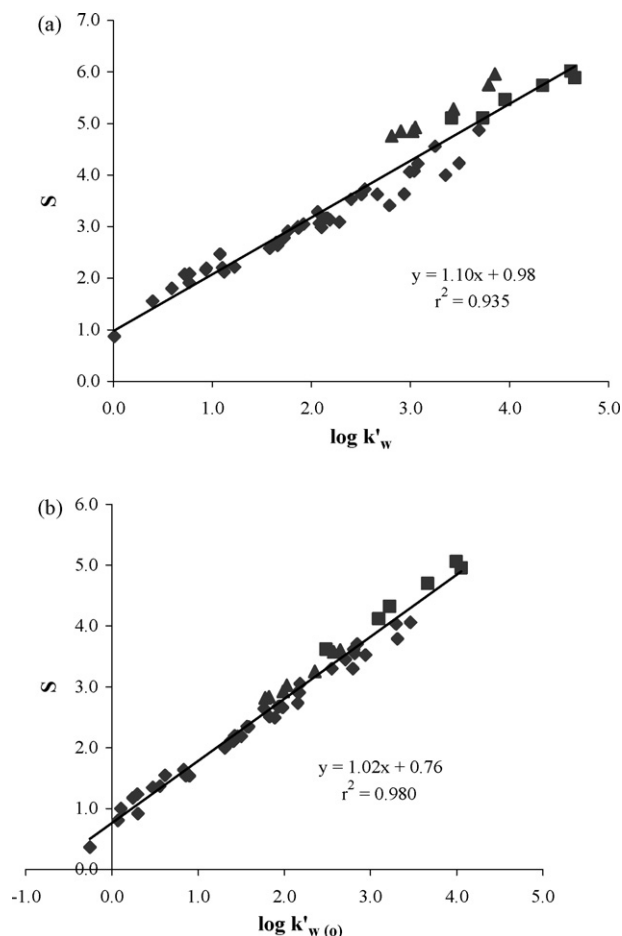 (a)
7.0
6.0
5.0
4.0
3.0
2.0
1.0
0.0
S
y = 1.10x + 0.98
r² = 0.935
0.0 1.0 2.0 3.0 4.0 5.0
log k'w
(b)
6.0
5.0
4.0
3.0
2.0
1.0
0.0
S
y = 1.02x + 0.76
r² = 0.980
-1.0 0.0 1.0 2.0 3.0 4.0 5.0
log k'w (o)